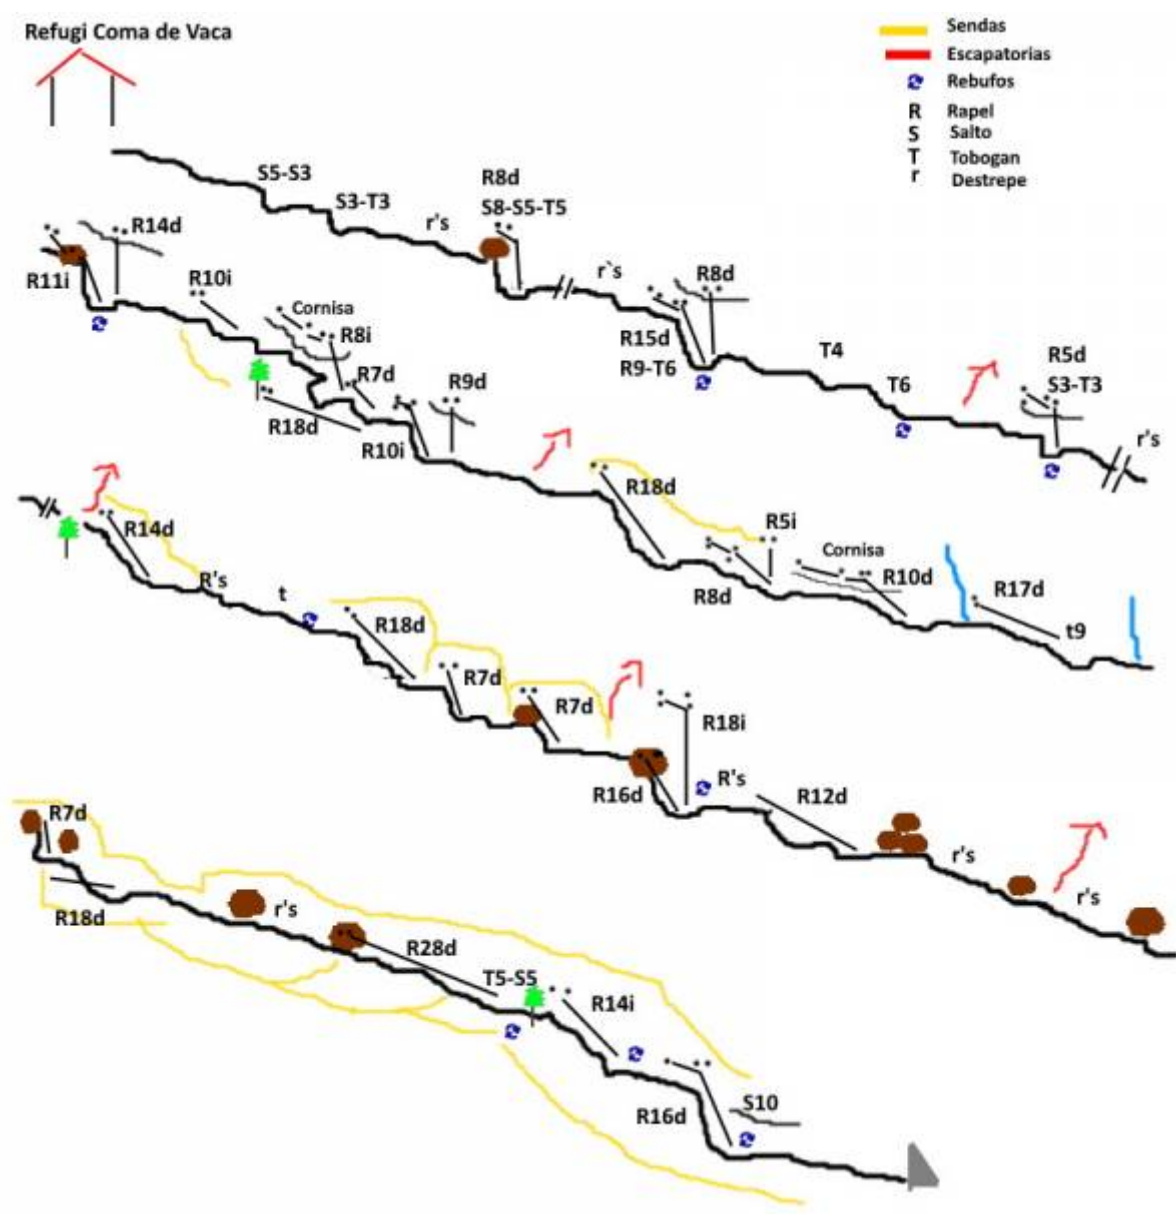 Refugi Coma de Vaca
Sendas
Escapatorias
Rebufos
R Rapel
S Salto
T Tobogan
r Destrepe
S5-S3
S3-T3
r's
R8d
S8-S5-T5
r`s
R8d
R15d
R9-T6
T4
T6
R5d
S3-T3
r's
R11i
R14d
R10i
Cornisa
R8i
R7d
R18d
R9d
R10i
R18d
R5i
R8d
Cornisa
R10d
R17d
t9
R14d
R's
t
R18d
R7d
R7d
R16d
R18i
R's
R12d
r's
r's
R7d
R18d
r's
R28d
T5-S5
R14i
R16d
S10